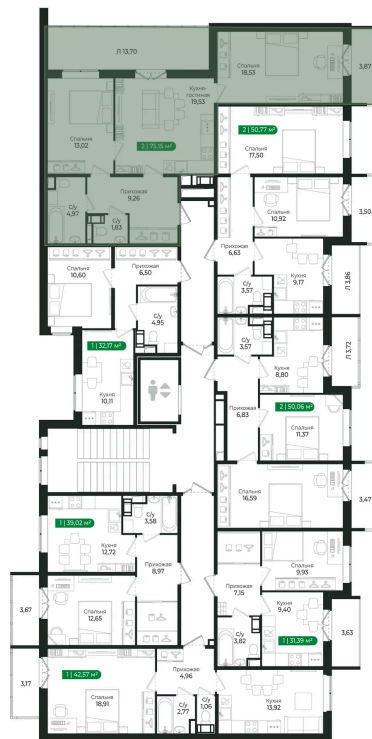 Л 13,70
Спальня
18,53
3,87
Кухня-
гостиная
19,53
Спальня
13,02
2 | 75,15 м²
2 | 50,77 м²
Спальня
17,50
Прихожая
9,26
С/у
4,97
С/у
1,83
Спальня
10,92
3,50
Прихожая
6,63
Спальня
10,60
Прихожая
6,50
Кухня
9,17
Л 3,86
С/у
3,57
С/у
4,95
С/у
3,57
Л 3,72
1 | 32,17 м²
Кухня
8,80
Кухня
10,11
Прихожая
6,83
2 | 50,06 м²
Спальня
11,37
Спальня
16,59
3,47
1 | 39,02 м²
С/у
3,58
Кухня
12,72
Прихожая
8,97
Спальня
9,93
Прихожая
7,15
Кухня
9,40
3,67
Спальня
12,65
С/у
3,82
1 | 31,39 м²
3,63
1 | 42,57 м²
Прихожая
4,96
3,17
Спальня
18,91
С/у
2,77
С/у
1,06
Кухня
13,92